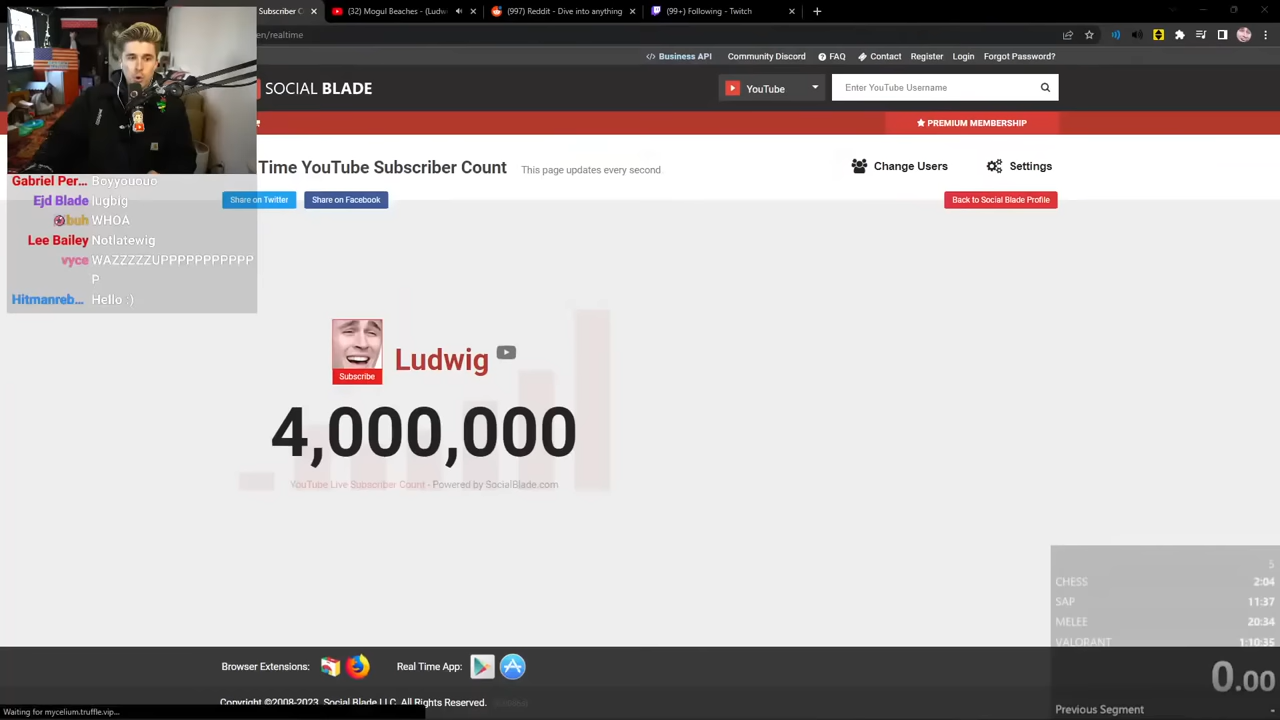 Subscriber C
(32) Mogul Beaches - (Ludw
(997) Reddit - Dive into anything
(99+) Following - Twitch
en/realtime
</> Business API
Community Discord
FAQ
Contact
Register
Login
Forgot Password?
SOCIAL BLADE
YouTube
Enter YouTube Username
PREMIUM MEMBERSHIP
Time YouTube Subscriber Count
This page updates every second
Change Users
Settings
Share on Twitter
Share on Facebook
Back to Social Blade Profile
Gabriel Per... Boyyououo
Ejd Blade lugbig
buh WHOA
Lee Bailey Notlatewig
vyce WAZZZZZUPPPPPPPPPPP
P
Hitmanreb... Hello :)
Ludwig
Subscribe
4,000,000
YouTube Live Subscriber Count - Powered by SocialBlade.com
5
CHESS 2:04
SAP 11:37
MELEE 20:34
VALORANT 1:10:35
0.00
Previous Segment -
Browser Extensions:
Real Time App:
Copyright ©2008-2023, Social Blade LLC. All Rights Reserved.
Waiting for mycelium.truffle.vip...